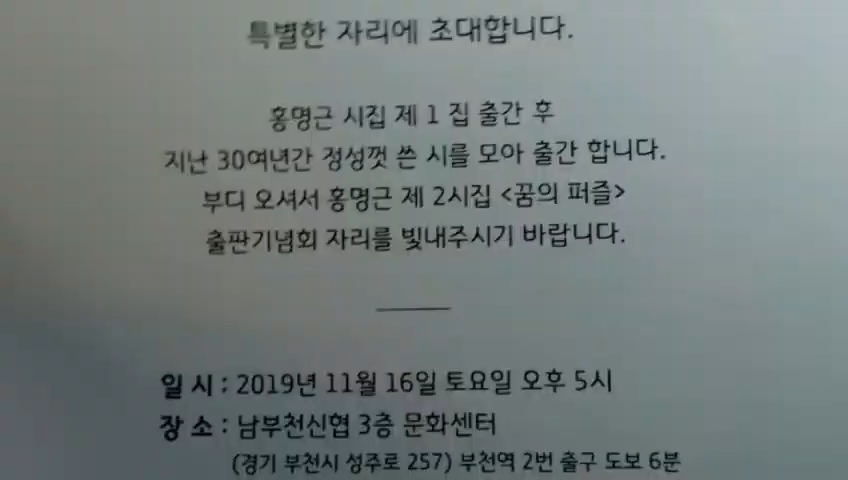 특별한 자리에 초대합니다.
홍명근 시집 제 1 집 출간 후
지난 30여년간 정성껏 쓴 시를 모아 출간 합니다.
부디 오셔서 홍명근 제 2시집 <꿈의 퍼즐>
출판기념회 자리를 빛내주시기 바랍니다.
일 시 : 2019년 11월 16일 토요일 오후 5시
장 소 : 남부천신협 3층 문화센터
(경기 부천시 성주로 257) 부천역 2번 출구 도보 6분